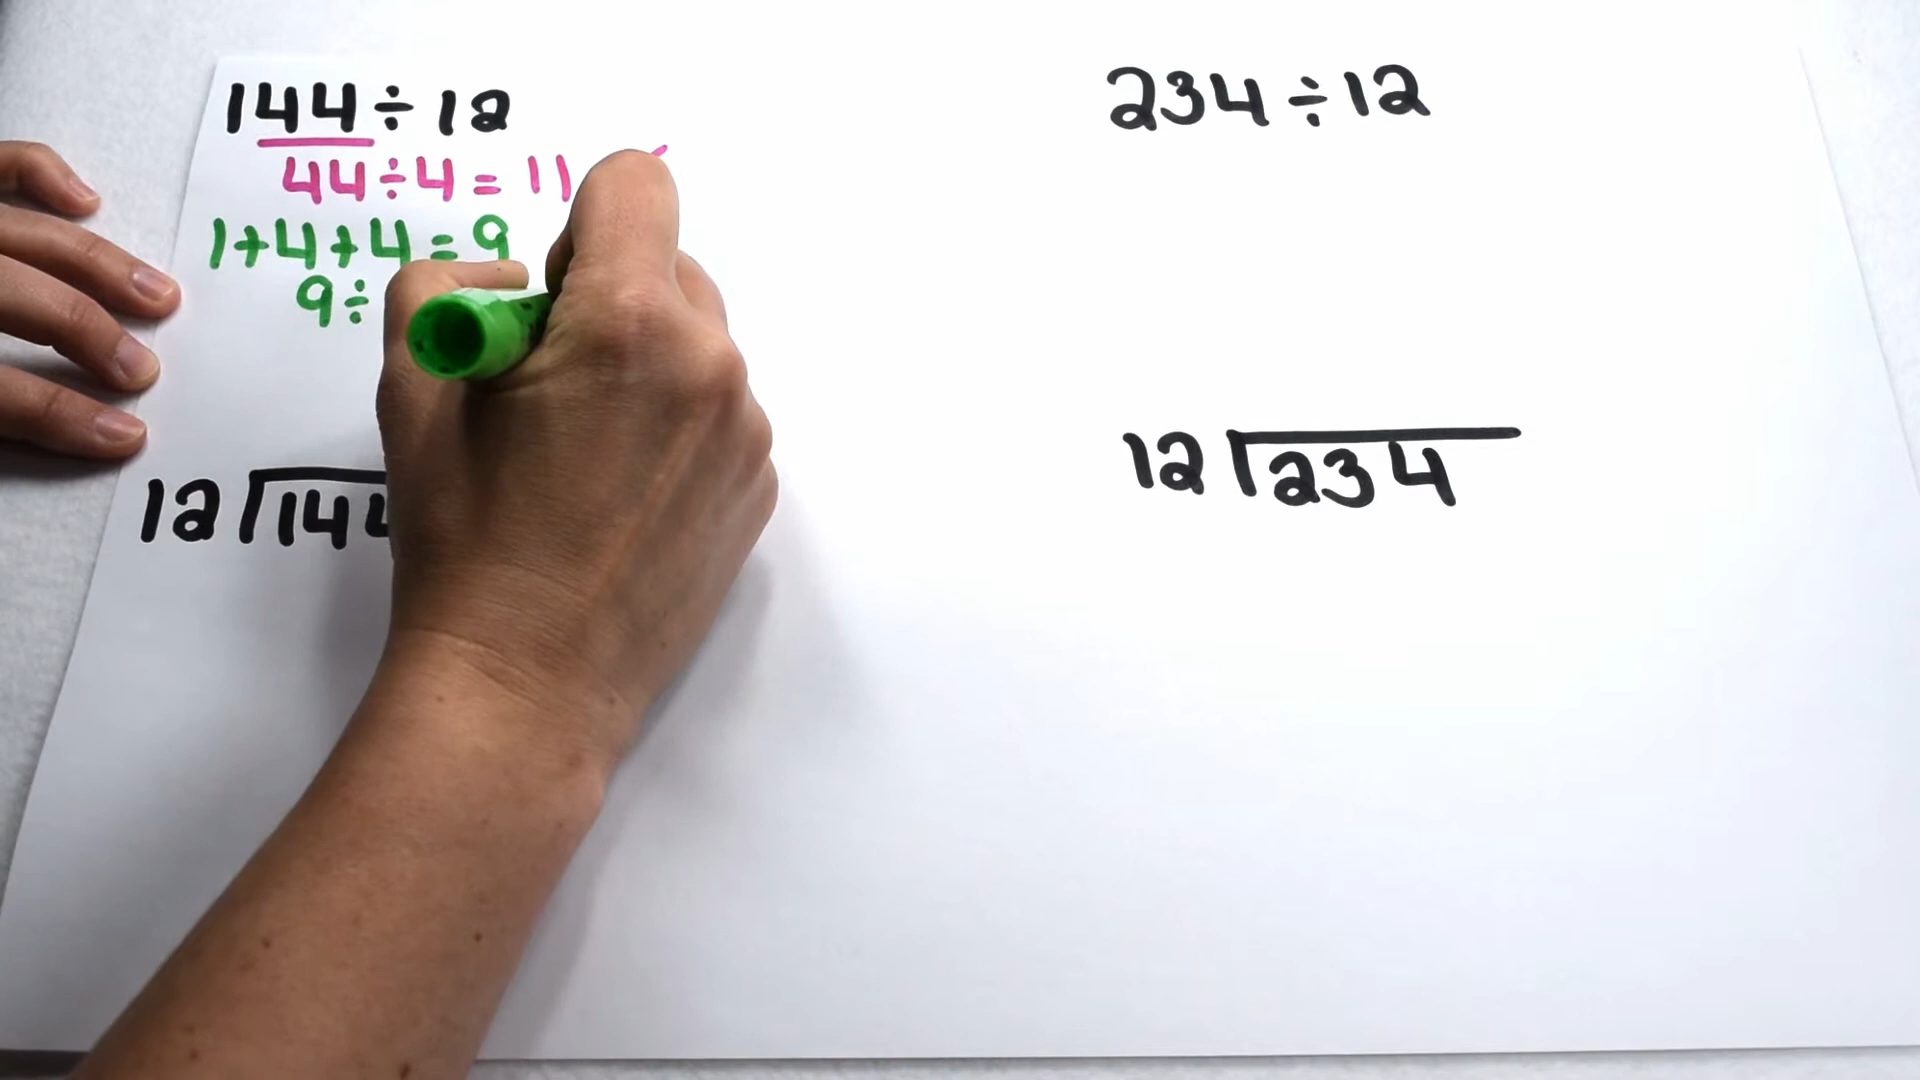 144 ÷ 12
44 ÷ 4 = 11
1+4+4 = 9
9 ÷
12 144
234 ÷ 12
12 234